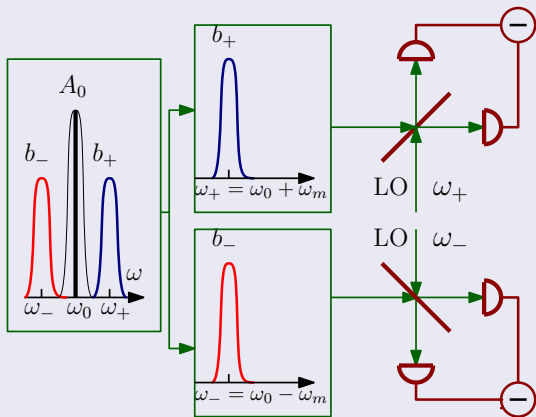 A₀
b₋ b₊
ω
ω₋ ω₀ ω₊
b₊
ω₊ = ω₀ + ωₘ
b₋
ω₋ = ω₀ − ωₘ
−
LO ω₊
LO ω₋
−